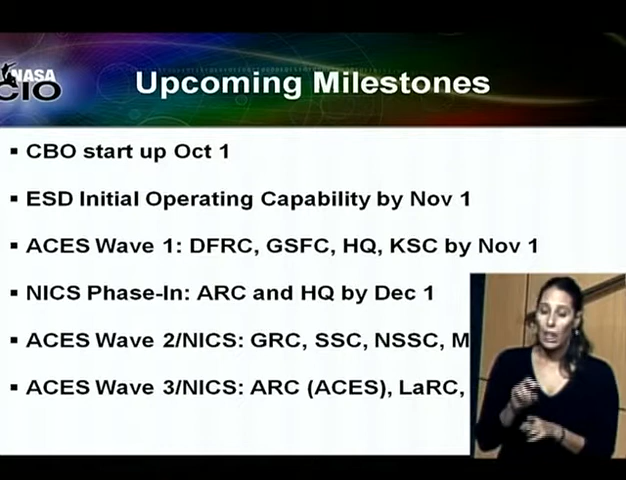 NASA
CIO
Upcoming Milestones
▪ CBO start up Oct 1
▪ ESD Initial Operating Capability by Nov 1
▪ ACES Wave 1: DFRC, GSFC, HQ, KSC by Nov 1
▪ NICS Phase-In: ARC and HQ by Dec 1
▪ ACES Wave 2/NICS: GRC, SSC, NSSC, M
▪ ACES Wave 3/NICS: ARC (ACES), LaRC,